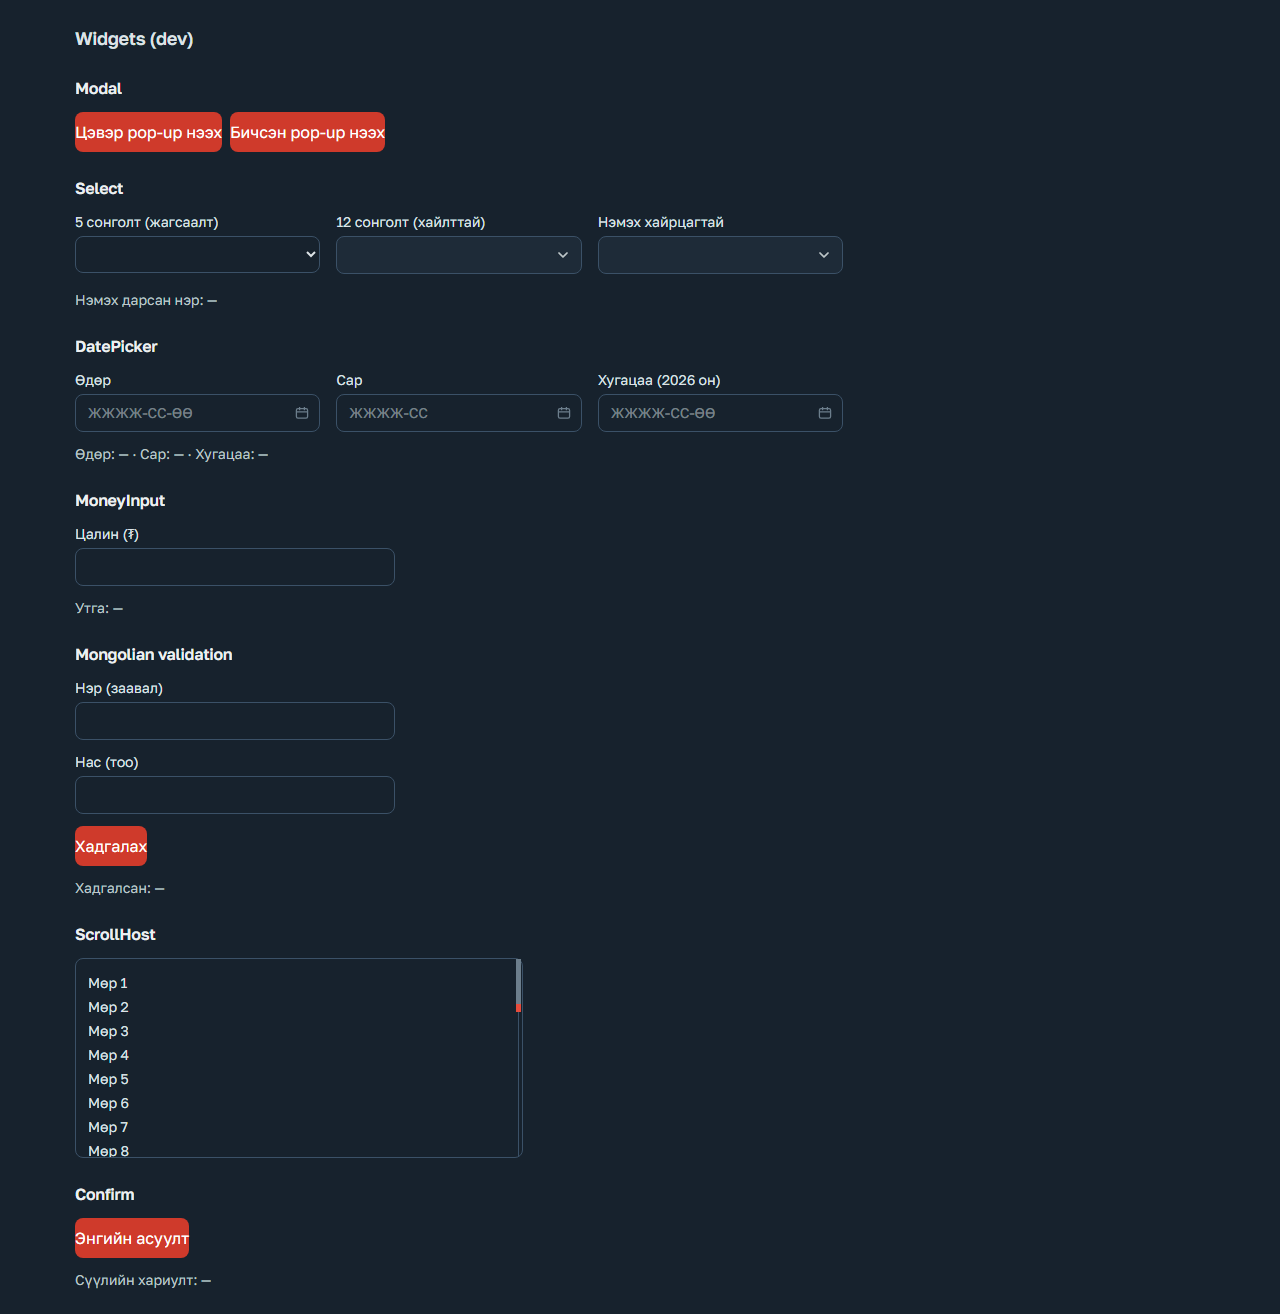 Widgets (dev)
Modal
Цэвэр pop-up нээх Бичсэн pop-up нээх
Select
5 сонголт (жагсаалт) 12 сонголт (хайлттай) Нэмэх хайрцагтай
Нэмэх дарсан нэр: —
DatePicker
Өдөр Сар Хугацаа (2026 он)
ЖЖЖЖ-СС-ӨӨ ЖЖЖЖ-СС ЖЖЖЖ-СС-ӨӨ
Өдөр: — · Сар: — · Хугацаа: —
MoneyInput
Цалин (₮)
Утга: —
Mongolian validation
Нэр (заавал)
Нас (тоо)
Хадгалах
Хадгалсан: —
ScrollHost
Мөр 1
Мөр 2
Мөр 3
Мөр 4
Мөр 5
Мөр 6
Мөр 7
Мөр 8
Confirm
Энгийн асуулт
Сүүлийн хариулт: —